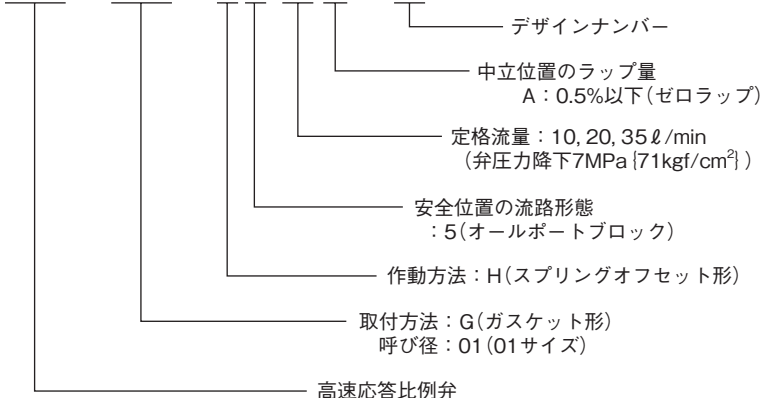 デザインナンバー
中立位置のラップ量
A：0.5%以下(ゼロラップ)
定格流量：10, 20, 35ℓ/min
(弁圧力降下7MPa {71kgf/cm²} )
安全位置の流路形態
：5(オールポートブロック)
作動方法：H(スプリングオフセット形)
取付方法：G(ガスケット形)
呼び径：01(01サイズ)
高速応答比例弁